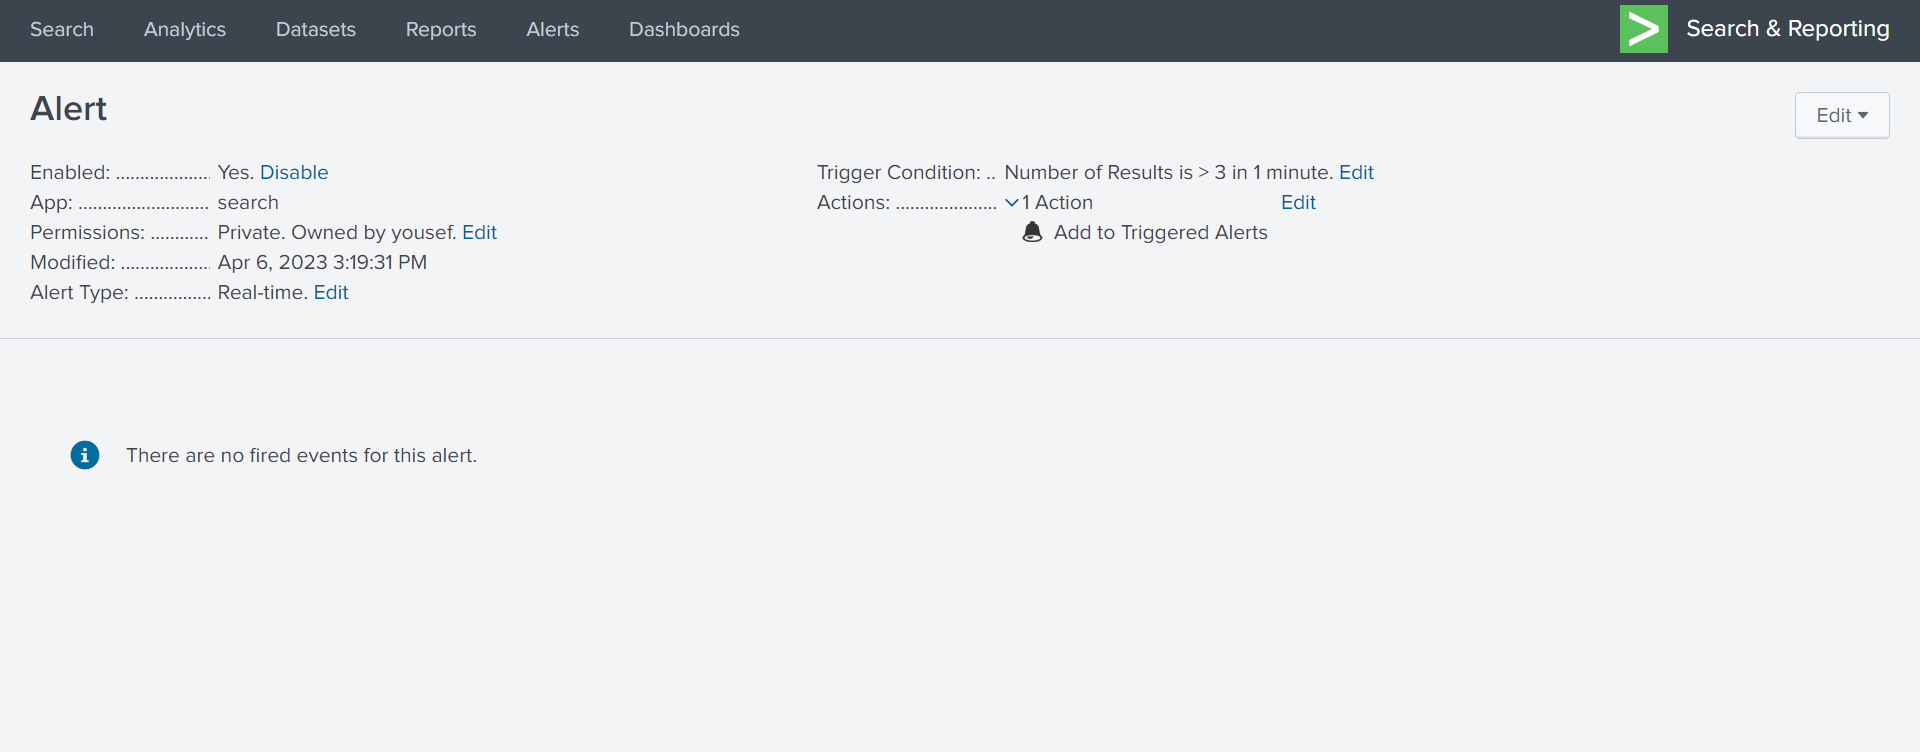 Search Analytics Datasets Reports Alerts Dashboards Search & Reporting
Alert
Edit
Enabled: .................... Yes. Disable
App: ........................... search
Permissions: ............ Private. Owned by yousef. Edit
Modified: ................... Apr 6, 2023 3:19:31 PM
Alert Type: ................ Real-time. Edit
Trigger Condition: .. Number of Results is > 3 in 1 minute. Edit
Actions: ..................... 1 Action Edit
Add to Triggered Alerts
There are no fired events for this alert.